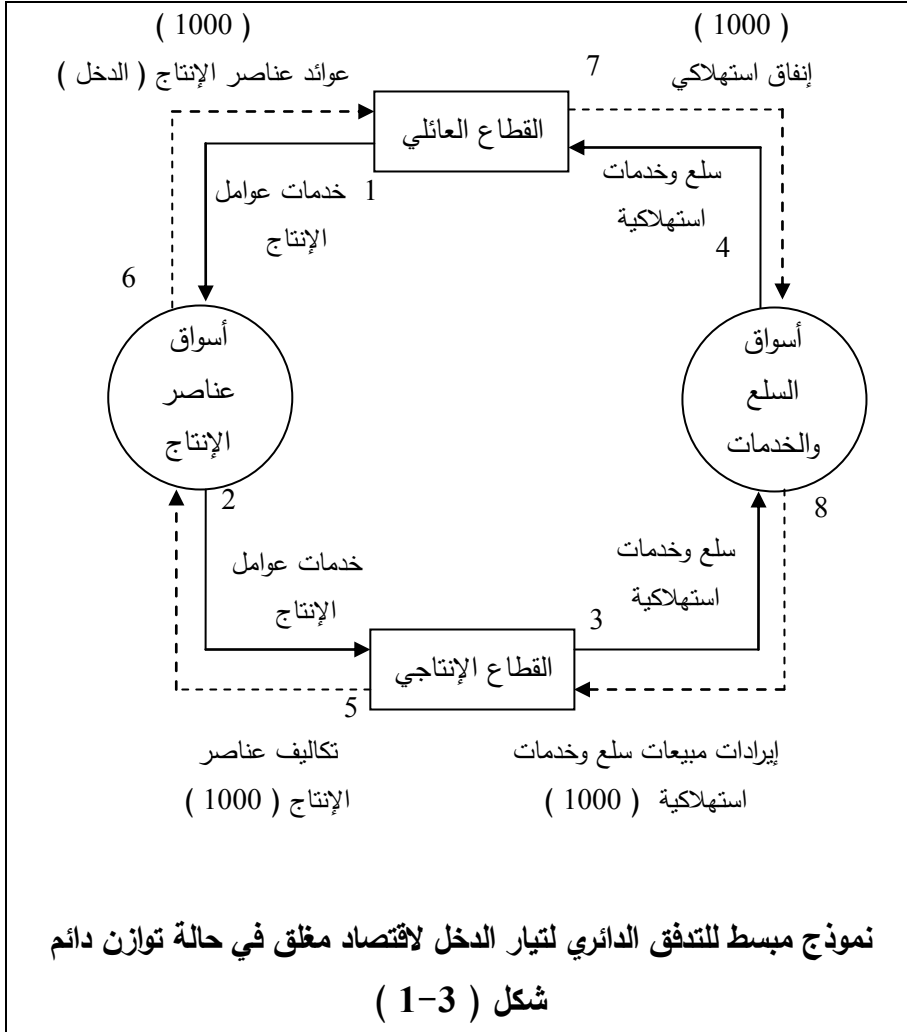 ( 1000 )
عوائد عناصر الإنتاج ( الدخل )
( 1000 )
إنفاق استهلاكي
7
القطاع العائلي
1
خدمات عوامل
الإنتاج
سلع وخدمات
استهلاكية
4
6
أسواق
عناصر
الإنتاج
أسواق
السلع
والخدمات
2
8
خدمات عوامل
الإنتاج
سلع وخدمات
استهلاكية
3
القطاع الإنتاجي
5
تكاليف عناصر
الإنتاج ( 1000 )
إيرادات مبيعات سلع وخدمات
استهلاكية ( 1000 )
نموذج مبسط للتدفق الدائري لتيار الدخل لاقتصاد مغلق في حالة توازن دائم
شكل ( 3-1 )